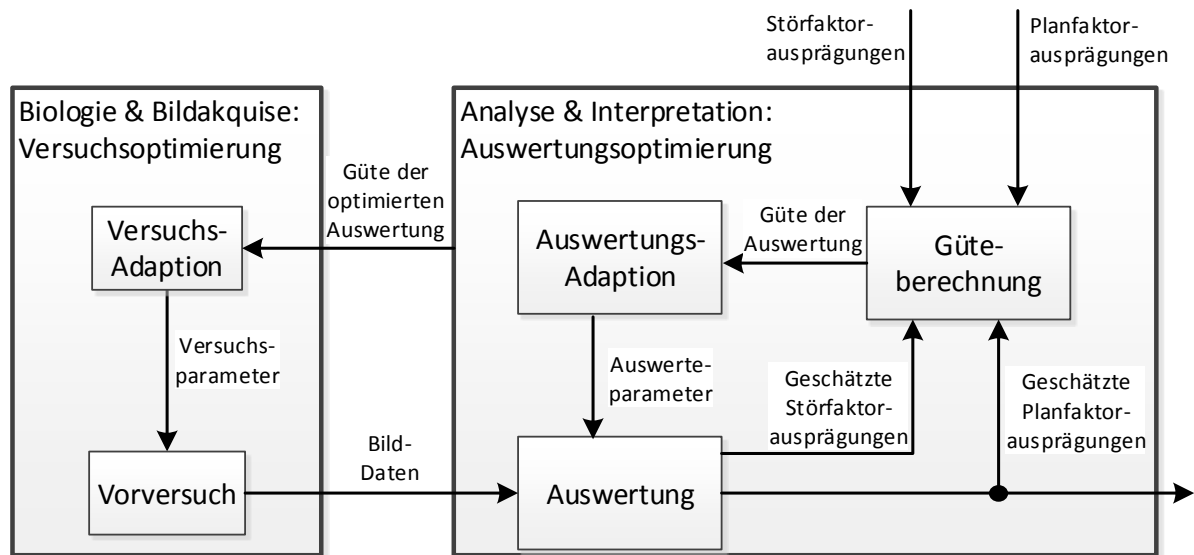 Störfaktor-
ausprägungen
Planfaktor-
ausprägungen
Biologie & Bildakquise:
Versuchsoptimierung
Analyse & Interpretation:
Auswertungsoptimierung
Güte der
optimierten
Auswertung
Versuchs-
Adaption
Auswertungs-
Adaption
Güte der
Auswertung
Güte-
berechnung
Versuchs-
parameter
Auswerte-
parameter
Geschätzte
Störfaktor-
ausprägungen
Geschätzte
Planfaktor-
ausprägungen
Vorversuch
Bild-
Daten
Auswertung